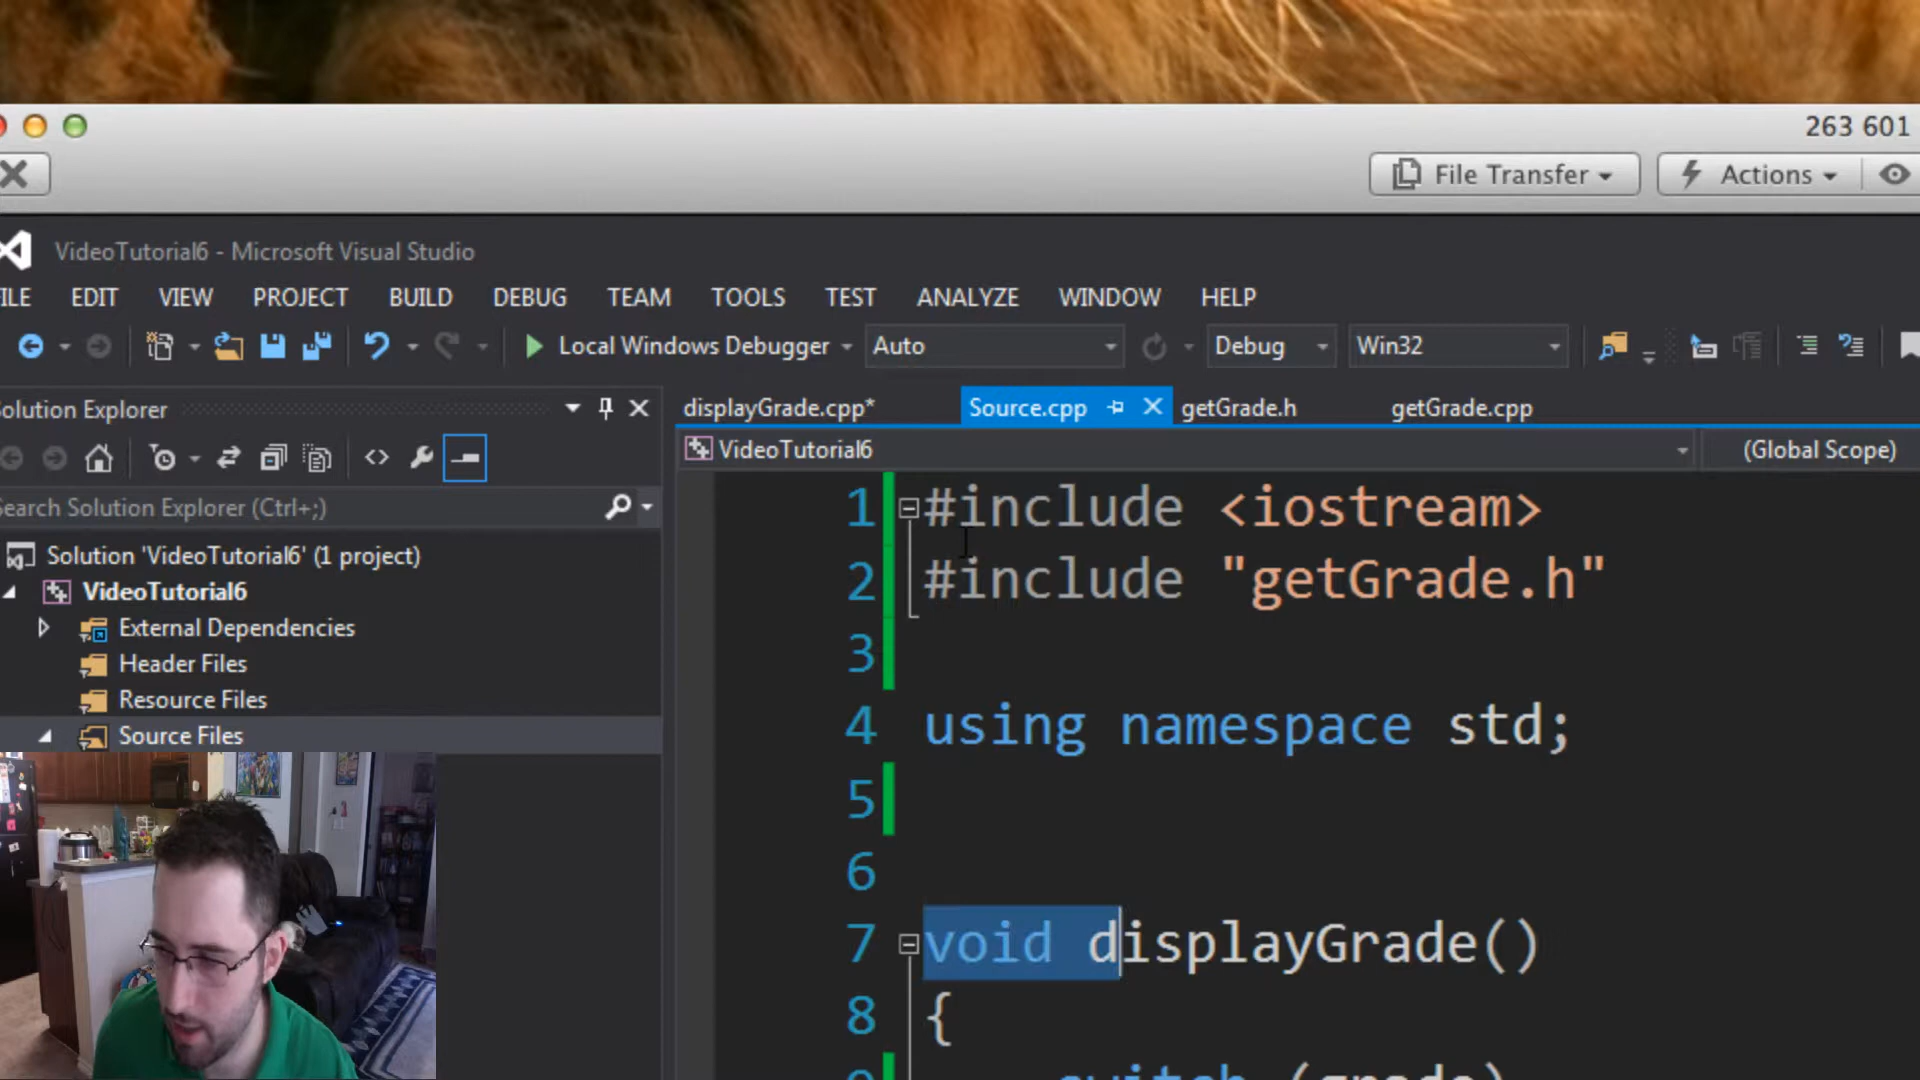 263 601
File Transfer
Actions
VideoTutorial6 - Microsoft Visual Studio
ILE EDIT VIEW PROJECT BUILD DEBUG TEAM TOOLS TEST ANALYZE WINDOW HELP
Local Windows Debugger Auto Debug Win32
olution Explorer
displayGrade.cpp* Source.cpp getGrade.h getGrade.cpp
VideoTutorial6 (Global Scope)
earch Solution Explorer (Ctrl+;)
Solution 'VideoTutorial6' (1 project)
VideoTutorial6
External Dependencies
Header Files
Resource Files
Source Files
1 #include <iostream>
2 #include "getGrade.h"
3
4 using namespace std;
5
6
7 void displayGrade()
8 {
9 switch (grade)